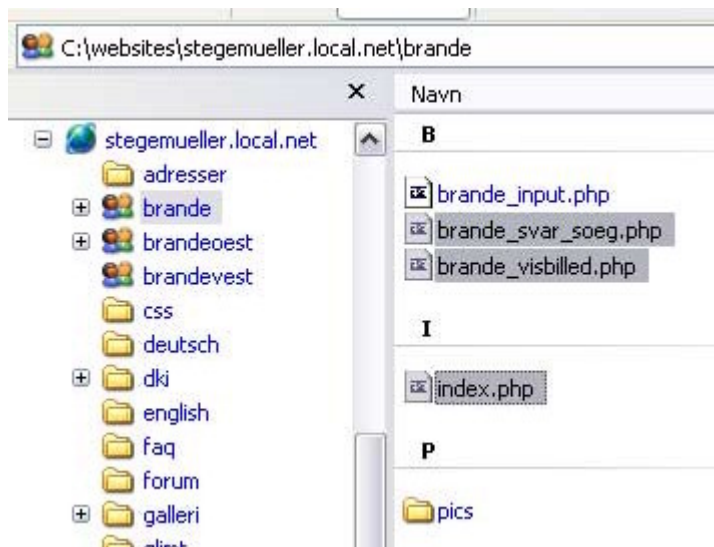 C:\websites\stegemueller.local.net\brande
Navn
stegemueller.local.net
adresser
brande
brandeoest
brandevest
css
deutsch
dki
english
faq
forum
galleri
glimt
B
brande_input.php
brande_svar_soeg.php
brande_visbilled.php
I
index.php
P
pics